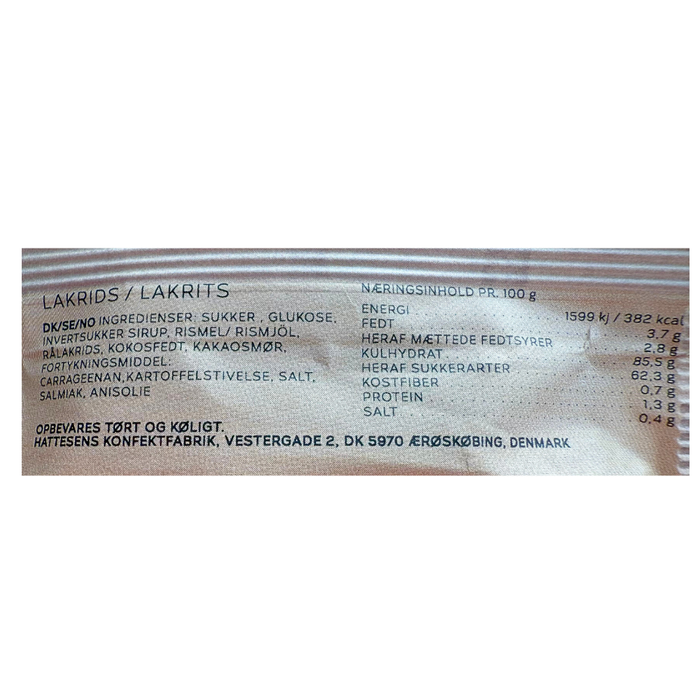 LAKRIDS / LAKRITS
DK/SE/NO INGREDIENSER: SUKKER , GLUKOSE,
INVERTSUKKER SIRUP, RISMEL/ RISMJÖL,
RÅLAKRIDS, KOKOSFEDT, KAKAOSMØR,
FORTYKNINGSMIDDEL:
CARRAGEENAN,KARTOFFELSTIVELSE, SALT,
SALMIAK, ANISOLIE
OPBEVARES TØRT OG KØLIGT.
HATTESENS KONFEKTFABRIK, VESTERGADE 2, DK 5970 ÆRØSKØBING, DENMARK
NÆRINGSINHOLD PR. 100 g
ENERGI 1599 kj / 382 kcal
FEDT 3,7 g
HERAF MÆTTEDE FEDTSYRER 2,8 g
KULHYDRAT 85,5 g
HERAF SUKKERARTER 62,3 g
KOSTFIBER 0,7 g
PROTEIN 1,3 g
SALT 0,4 g